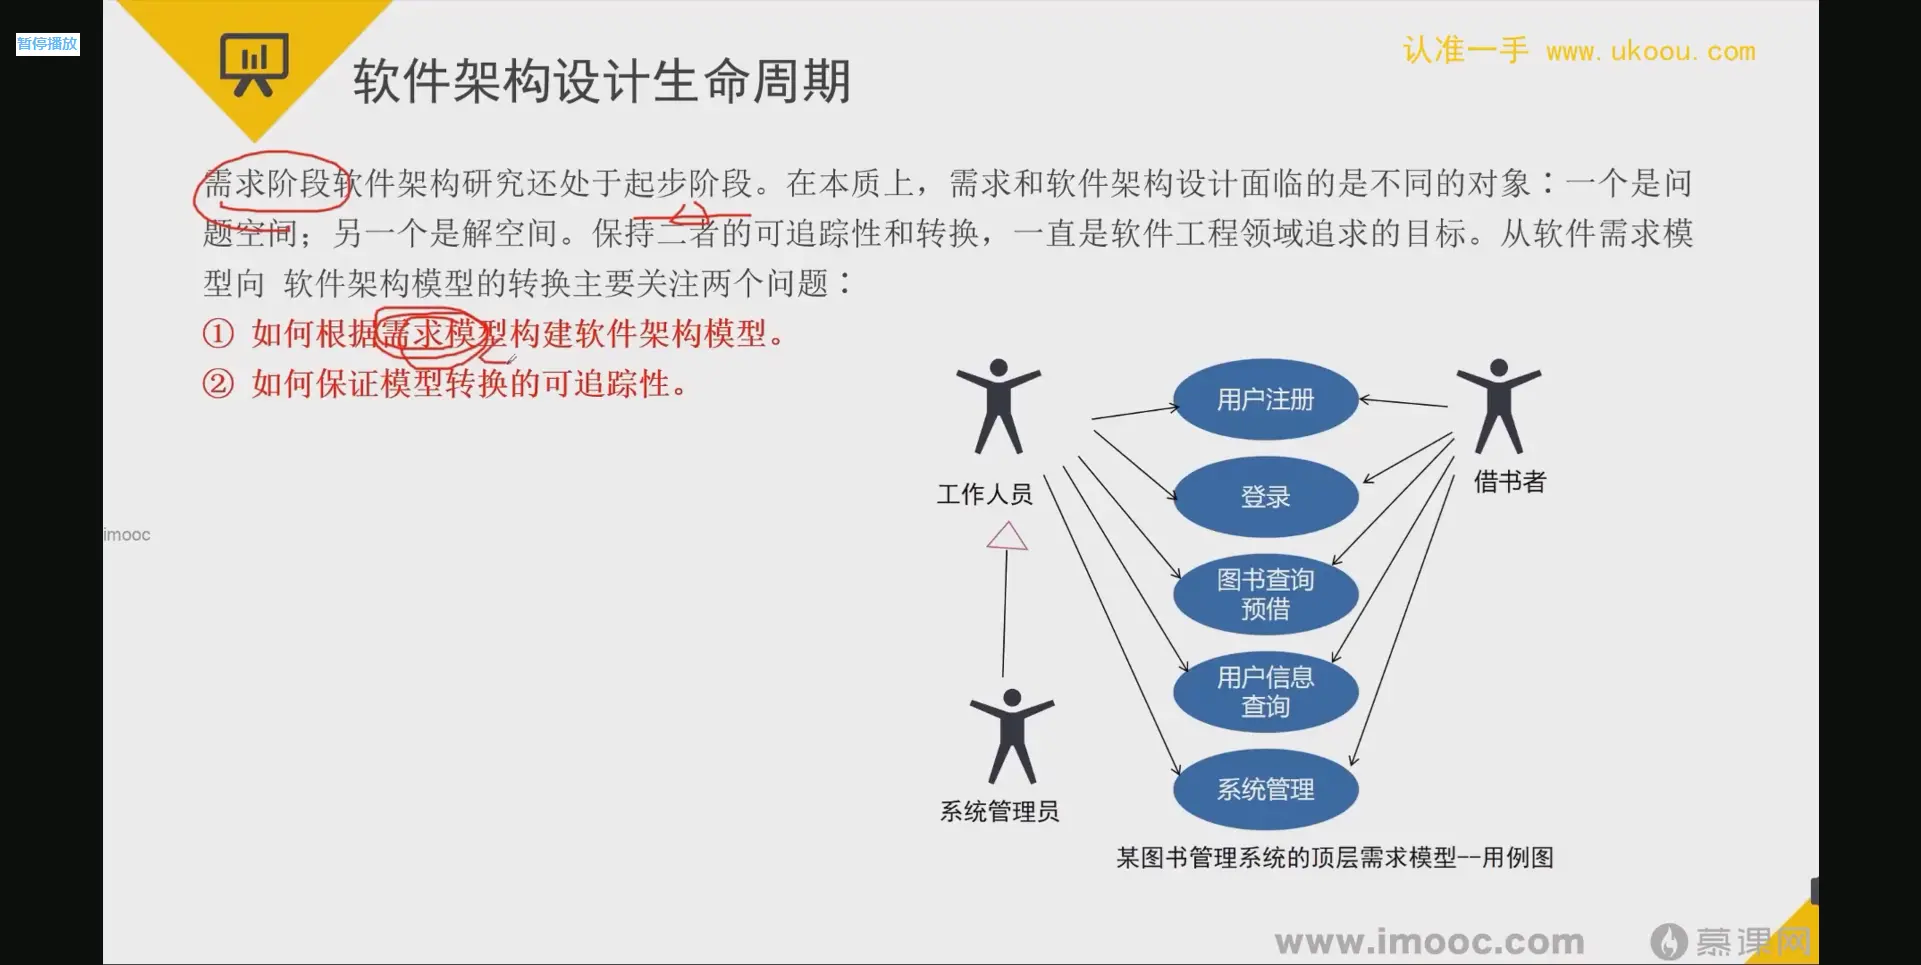 暂停播放
认准一手 www.ukoou.com
软件架构设计生命周期
需求阶段软件架构研究还处于起步阶段。在本质上，需求和软件架构设计面临的是不同的对象：一个是问
题空间；另一个是解空间。保持二者的可追踪性和转换，一直是软件工程领域追求的目标。从软件需求模
型向 软件架构模型的转换主要关注两个问题：
① 如何根据需求模型构建软件架构模型。
② 如何保证模型转换的可追踪性。
用户注册
工作人员
登录
借书者
imooc
图书查询
预借
用户信息
查询
系统管理
系统管理员
某图书管理系统的顶层需求模型--用例图
www.imooc.com
慕课网